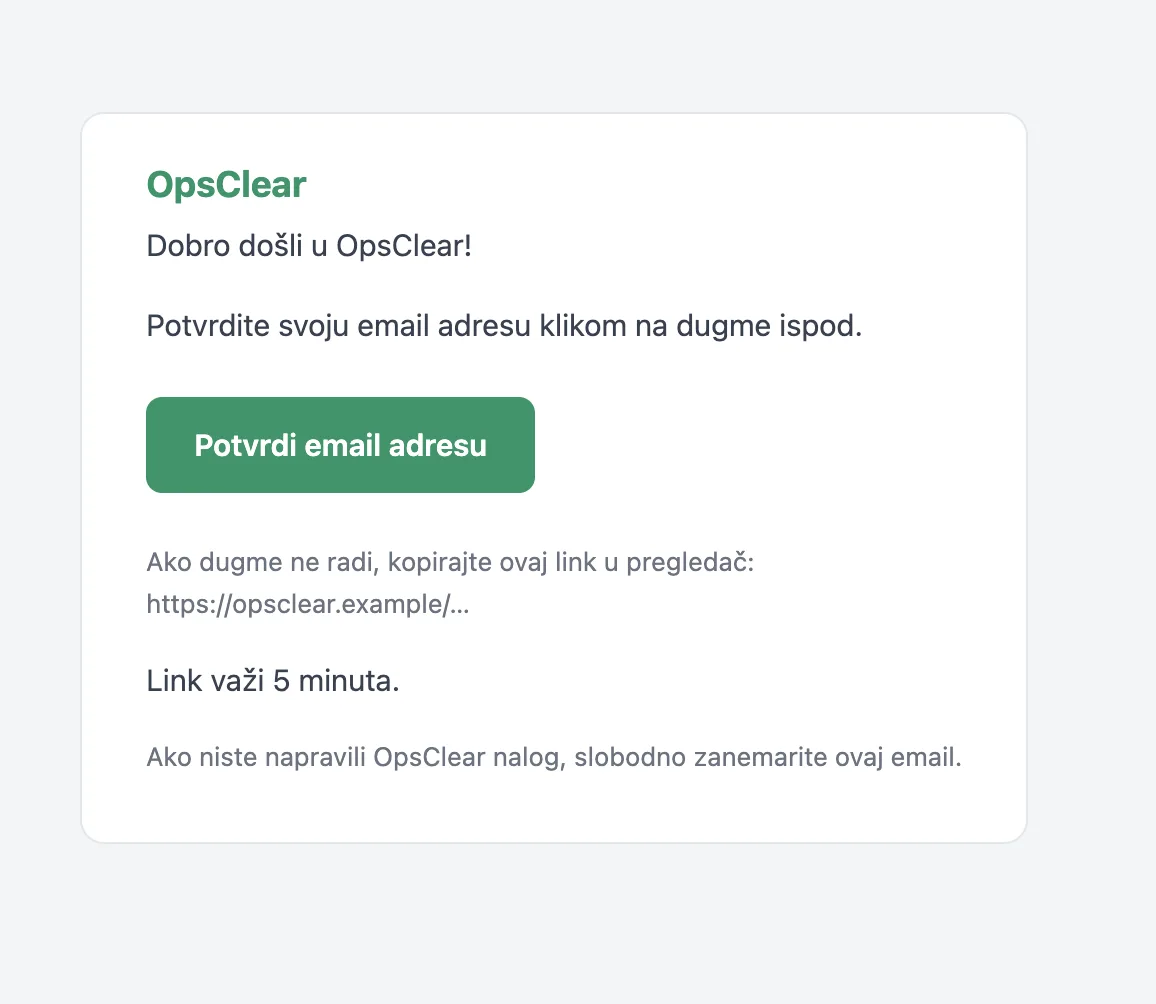 OpsClear
Dobro došli u OpsClear!
Potvrdite svoju email adresu klikom na dugme ispod.
Potvrdi email adresu
Ako dugme ne radi, kopirajte ovaj link u pregledač:
https://opsclear.example/...
Link važi 5 minuta.
Ako niste napravili OpsClear nalog, slobodno zanemarite ovaj email.